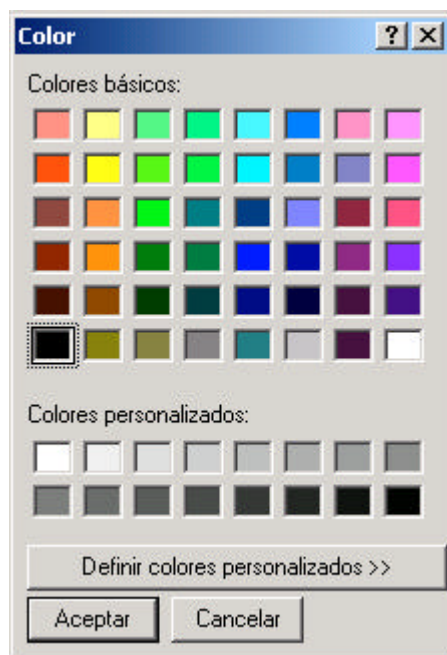 Color
Colores básicos:
Colores personalizados:
Definir colores personalizados >>
Aceptar
Cancelar